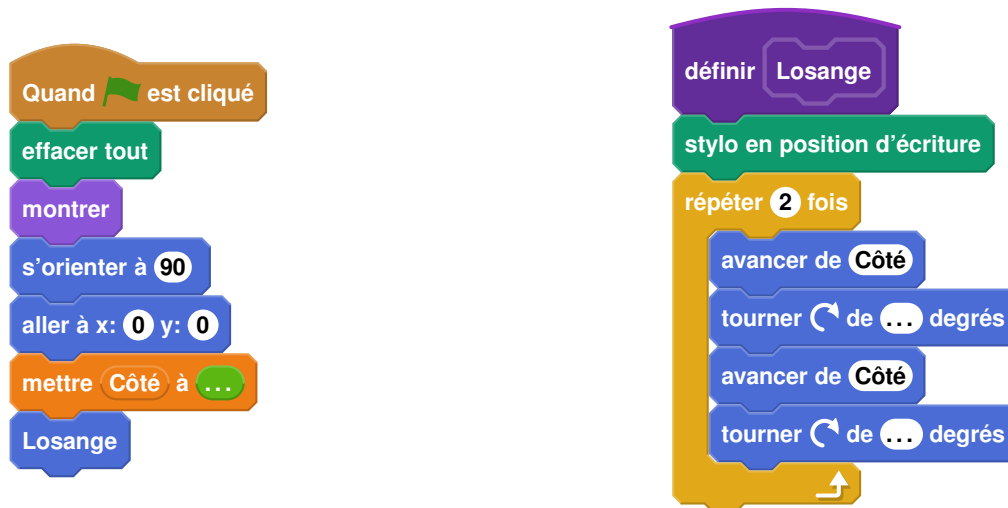 Quand est cliqué
effacer tout
montrer
s'orienter à 90
aller à x: 0 y: 0
mettre Côté à ...
Losange
définir Losange
stylo en position d'écriture
répéter 2 fois
avancer de Côté
tourner de ... degrés
avancer de Côté
tourner de ... degrés